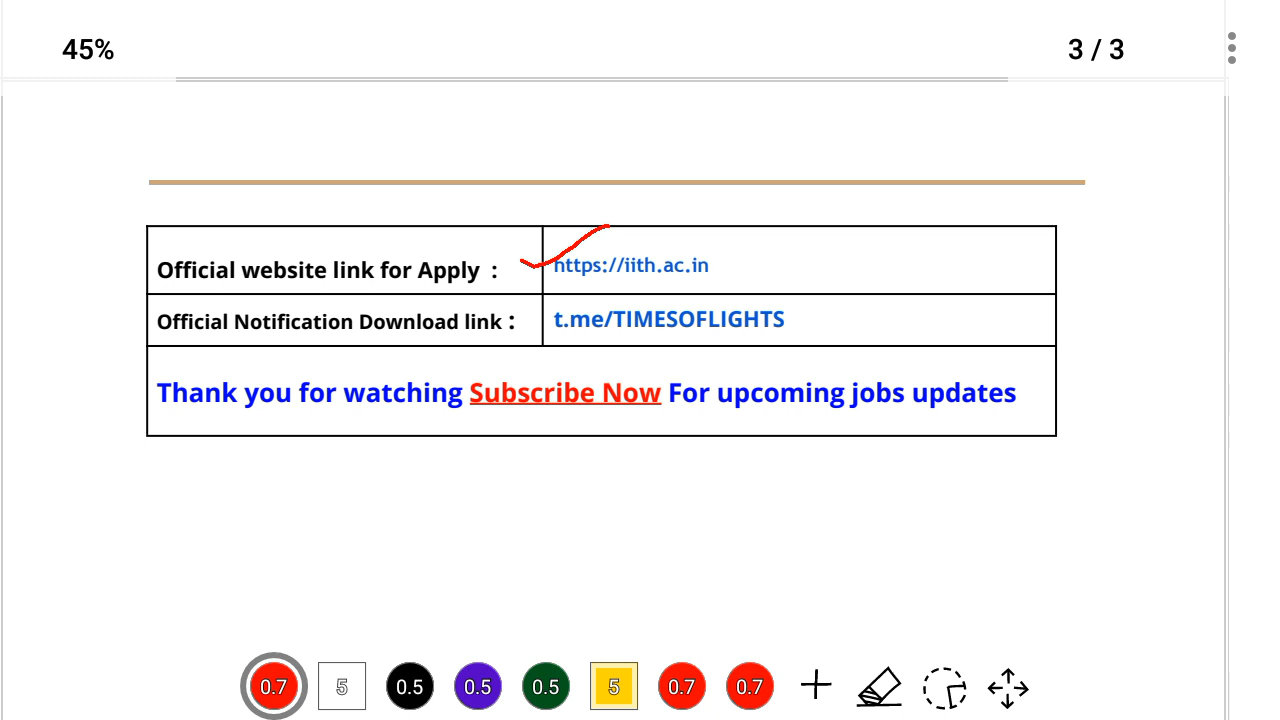 45%
3 / 3
Official website link for Apply :
https://iith.ac.in
Official Notification Download link :
t.me/TIMESOFLIGHTS
Thank you for watching Subscribe Now For upcoming jobs updates
0.7 5 0.5 0.5 0.5 5 0.7 0.7